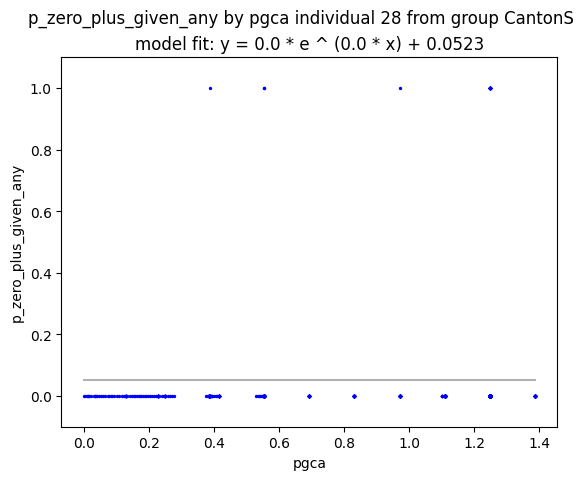 p_zero_plus_given_any by pgca individual 28 from group CantonS
model fit: y = 0.0 * e ^ (0.0 * x) + 0.0523
1.0
0.8
0.6
0.4
0.2
0.0
p_zero_plus_given_any
0.0 0.2 0.4 0.6 0.8 1.0 1.2 1.4
pgca